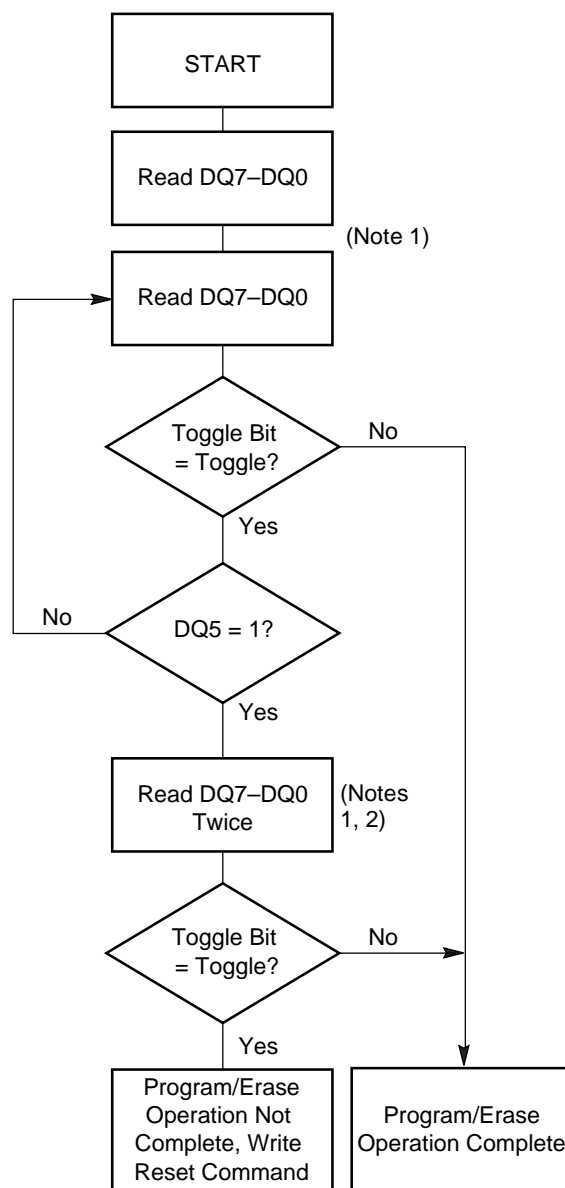 START
Read DQ7–DQ0
(Note 1)
Read DQ7–DQ0
Toggle Bit
= Toggle?
No
Yes
No
DQ5 = 1?
Yes
Read DQ7–DQ0
Twice
(Notes
1, 2)
Toggle Bit
= Toggle?
No
Yes
Program/Erase
Operation Not
Complete, Write
Reset Command
Program/Erase
Operation Complete